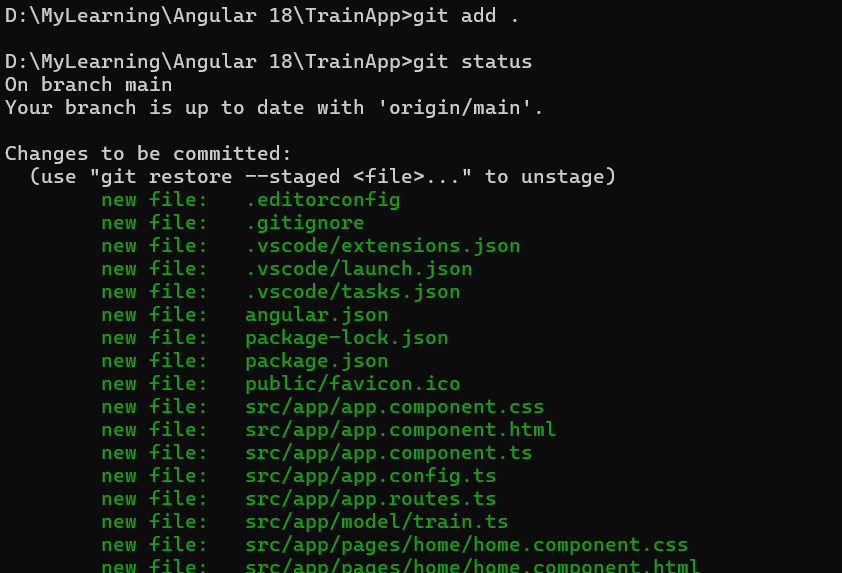 D:\MyLearning\Angular 18\TrainApp>git add .
D:\MyLearning\Angular 18\TrainApp>git status
On branch main
Your branch is up to date with 'origin/main'.
Changes to be committed:
  (use "git restore --staged <file>..." to unstage)
        new file:   .editorconfig
        new file:   .gitignore
        new file:   .vscode/extensions.json
        new file:   .vscode/launch.json
        new file:   .vscode/tasks.json
        new file:   angular.json
        new file:   package-lock.json
        new file:   package.json
        new file:   public/favicon.ico
        new file:   src/app/app.component.css
        new file:   src/app/app.component.html
        new file:   src/app/app.component.ts
        new file:   src/app/app.config.ts
        new file:   src/app/app.routes.ts
        new file:   src/app/model/train.ts
        new file:   src/app/pages/home/home.component.css
        new file:   src/app/pages/home/home.component.html